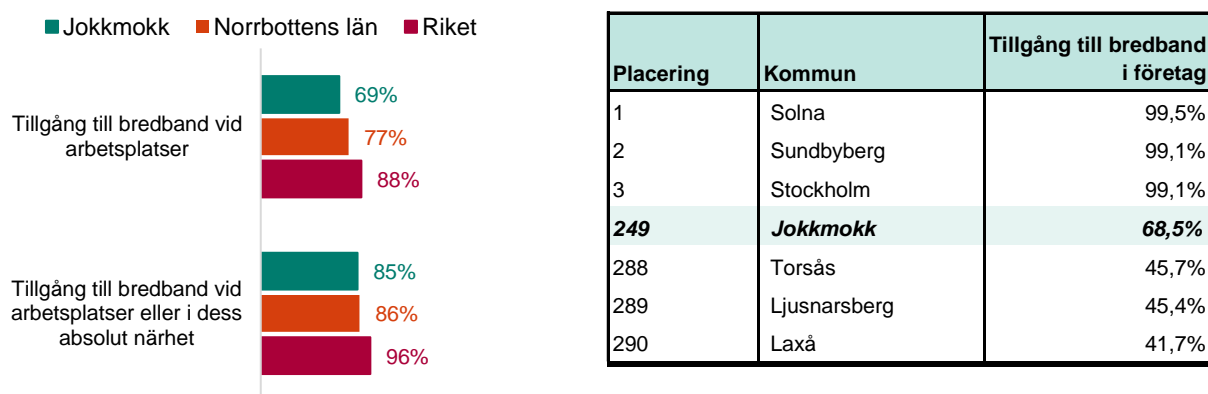 Jokkmokk Norrbottens län Riket
Tillgång till bredband vid
arbetsplatser
69%
77%
88%
Tillgång till bredband vid
arbetsplatser eller i dess
absolut närhet
85%
86%
96%
Placering Kommun Tillgång till bredband
i företag
1 Solna 99,5%
2 Sundbyberg 99,1%
3 Stockholm 99,1%
249 Jokkmokk 68,5%
288 Torsås 45,7%
289 Ljusnarsberg 45,4%
290 Laxå 41,7%